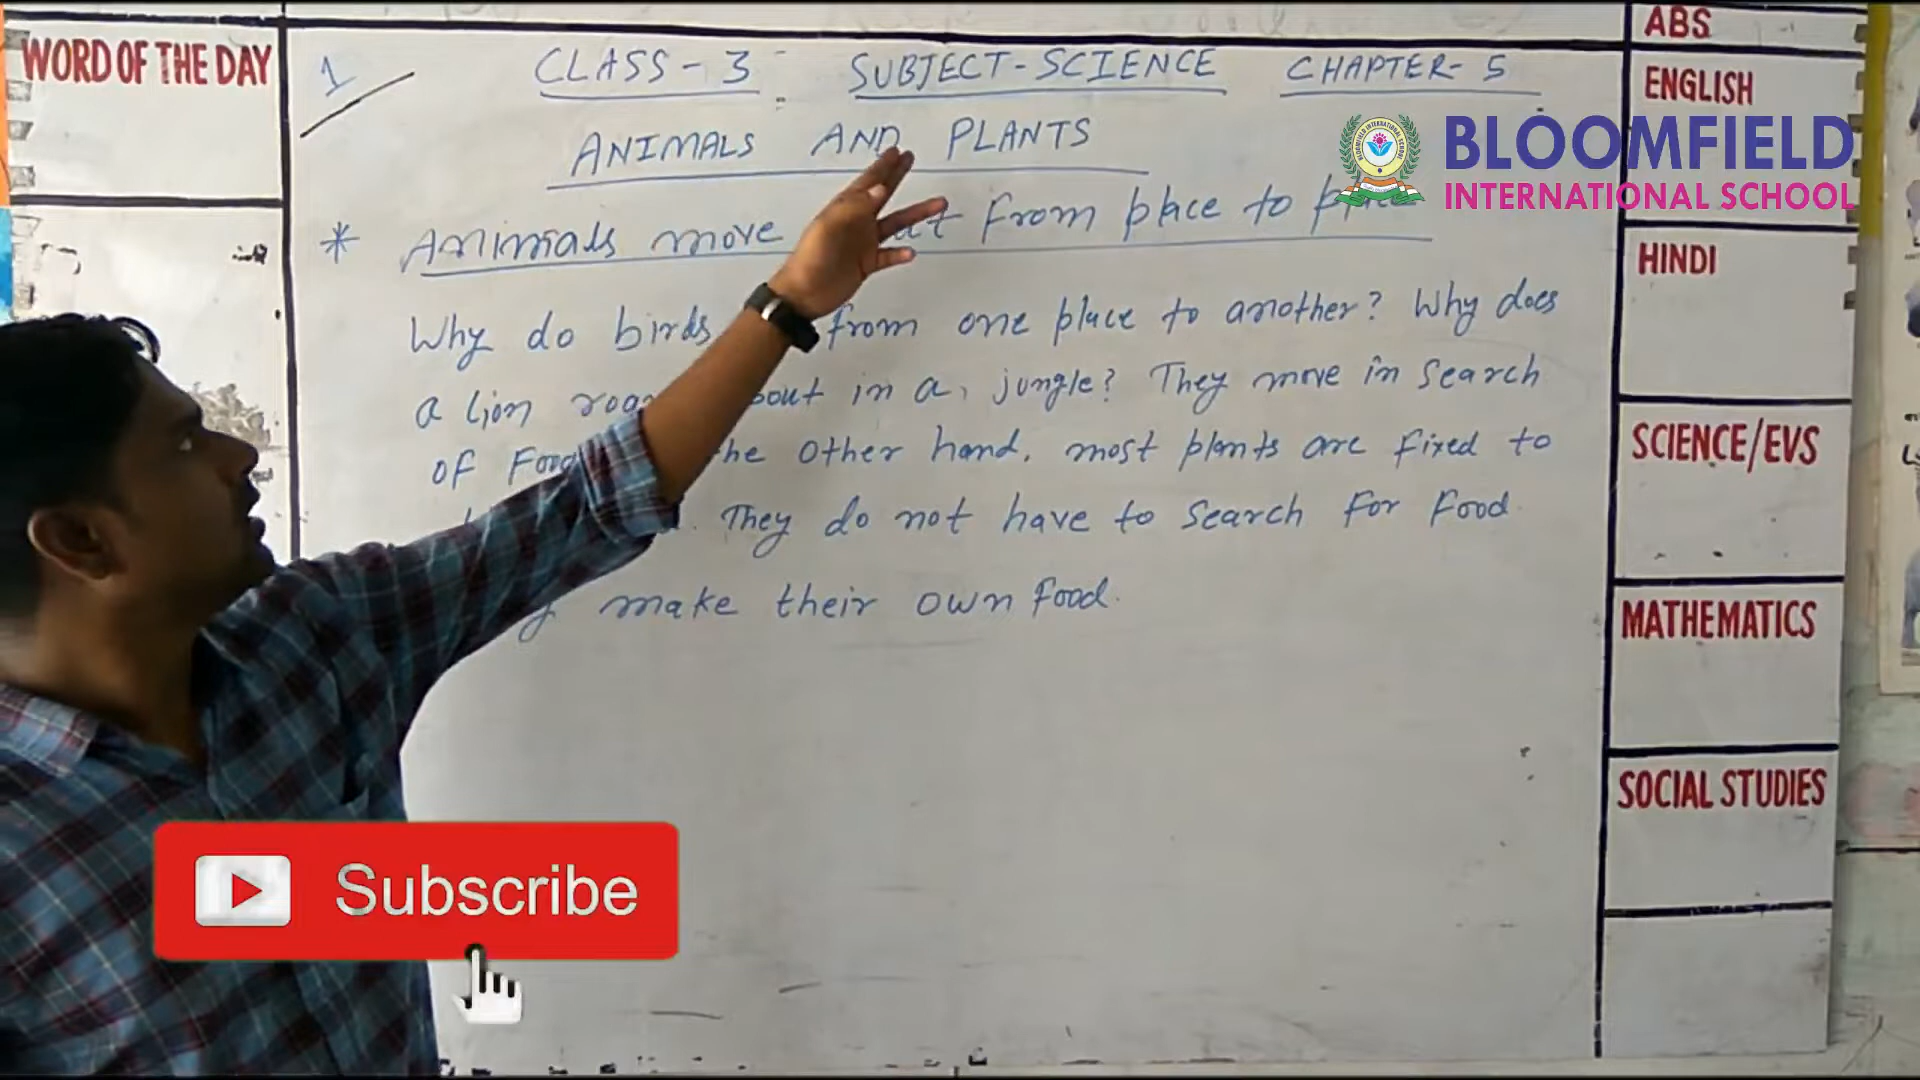 WORD OF THE DAY
1
CLASS - 3 SUBJECT - SCIENCE CHAPTER - 5
ANIMALS AND PLANTS
* Animals move from place to place
Why do birds from one place to another? Why does
a lion about in a jungle? They move in search
of Food the other hand, most plants are fixed to
They do not have to search for food
make their own food.
ABS
ENGLISH
HINDI
SCIENCE/EVS
MATHEMATICS
SOCIAL STUDIES
BLOOMFIELD
INTERNATIONAL SCHOOL
Subscribe